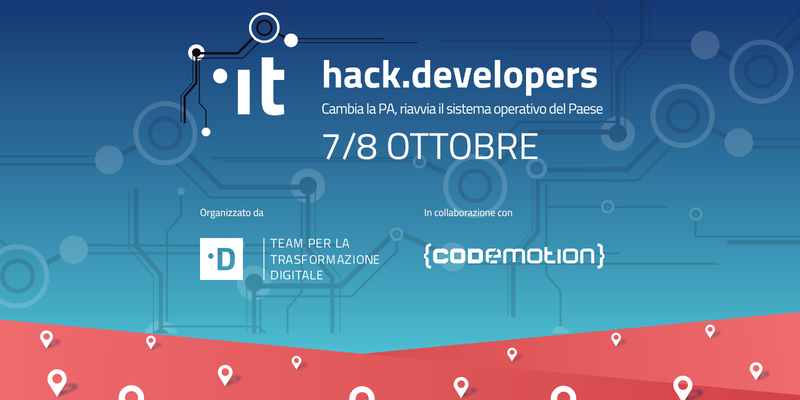 ·it
hack.developers
Cambia la PA, riavvia il sistema operativo del Paese
7/8 OTTOBRE
Organizzato da
In collaborazione con
·D
TEAM PER LA
TRASFORMAZIONE
DIGITALE
{codemotion}